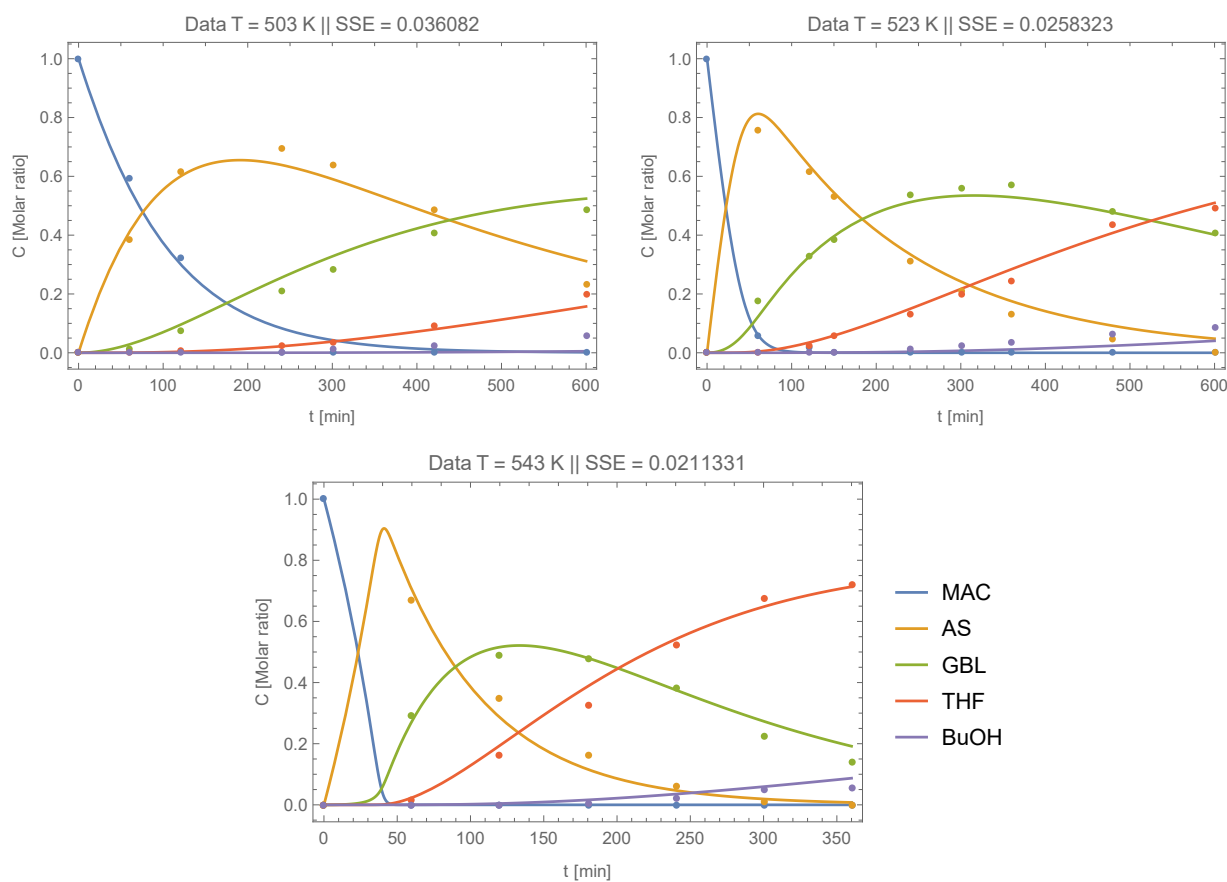 Data T = 503 K || SSE = 0.036082
C [Molar ratio]
1.0
0.8
0.6
0.4
0.2
0.0
0 100 200 300 400 500 600
t [min]
Data T = 523 K || SSE = 0.0258323
C [Molar ratio]
1.0
0.8
0.6
0.4
0.2
0.0
0 100 200 300 400 500 600
t [min]
Data T = 543 K || SSE = 0.0211331
C [Molar ratio]
1.0
0.8
0.6
0.4
0.2
0.0
0 50 100 150 200 250 300 350
t [min]
MAC
AS
GBL
THF
BuOH